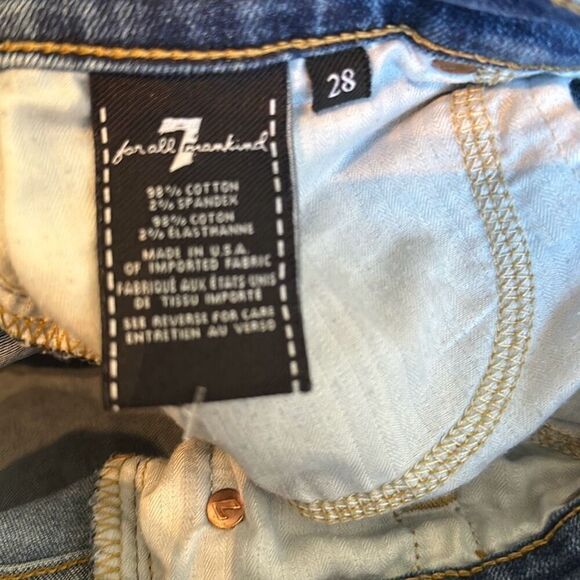 28
7
for all mankind
98% COTTON
2% SPANDEX
98% COTON
2% ÉLASTHANNE
MADE IN U.S.A.
OF IMPORTED FABRIC
FABRIQUÉ AUX ÉTATS UNIS
DE TISSU IMPORTÉ
SEE REVERSE FOR CARE
ENTRETIEN AU VERSO